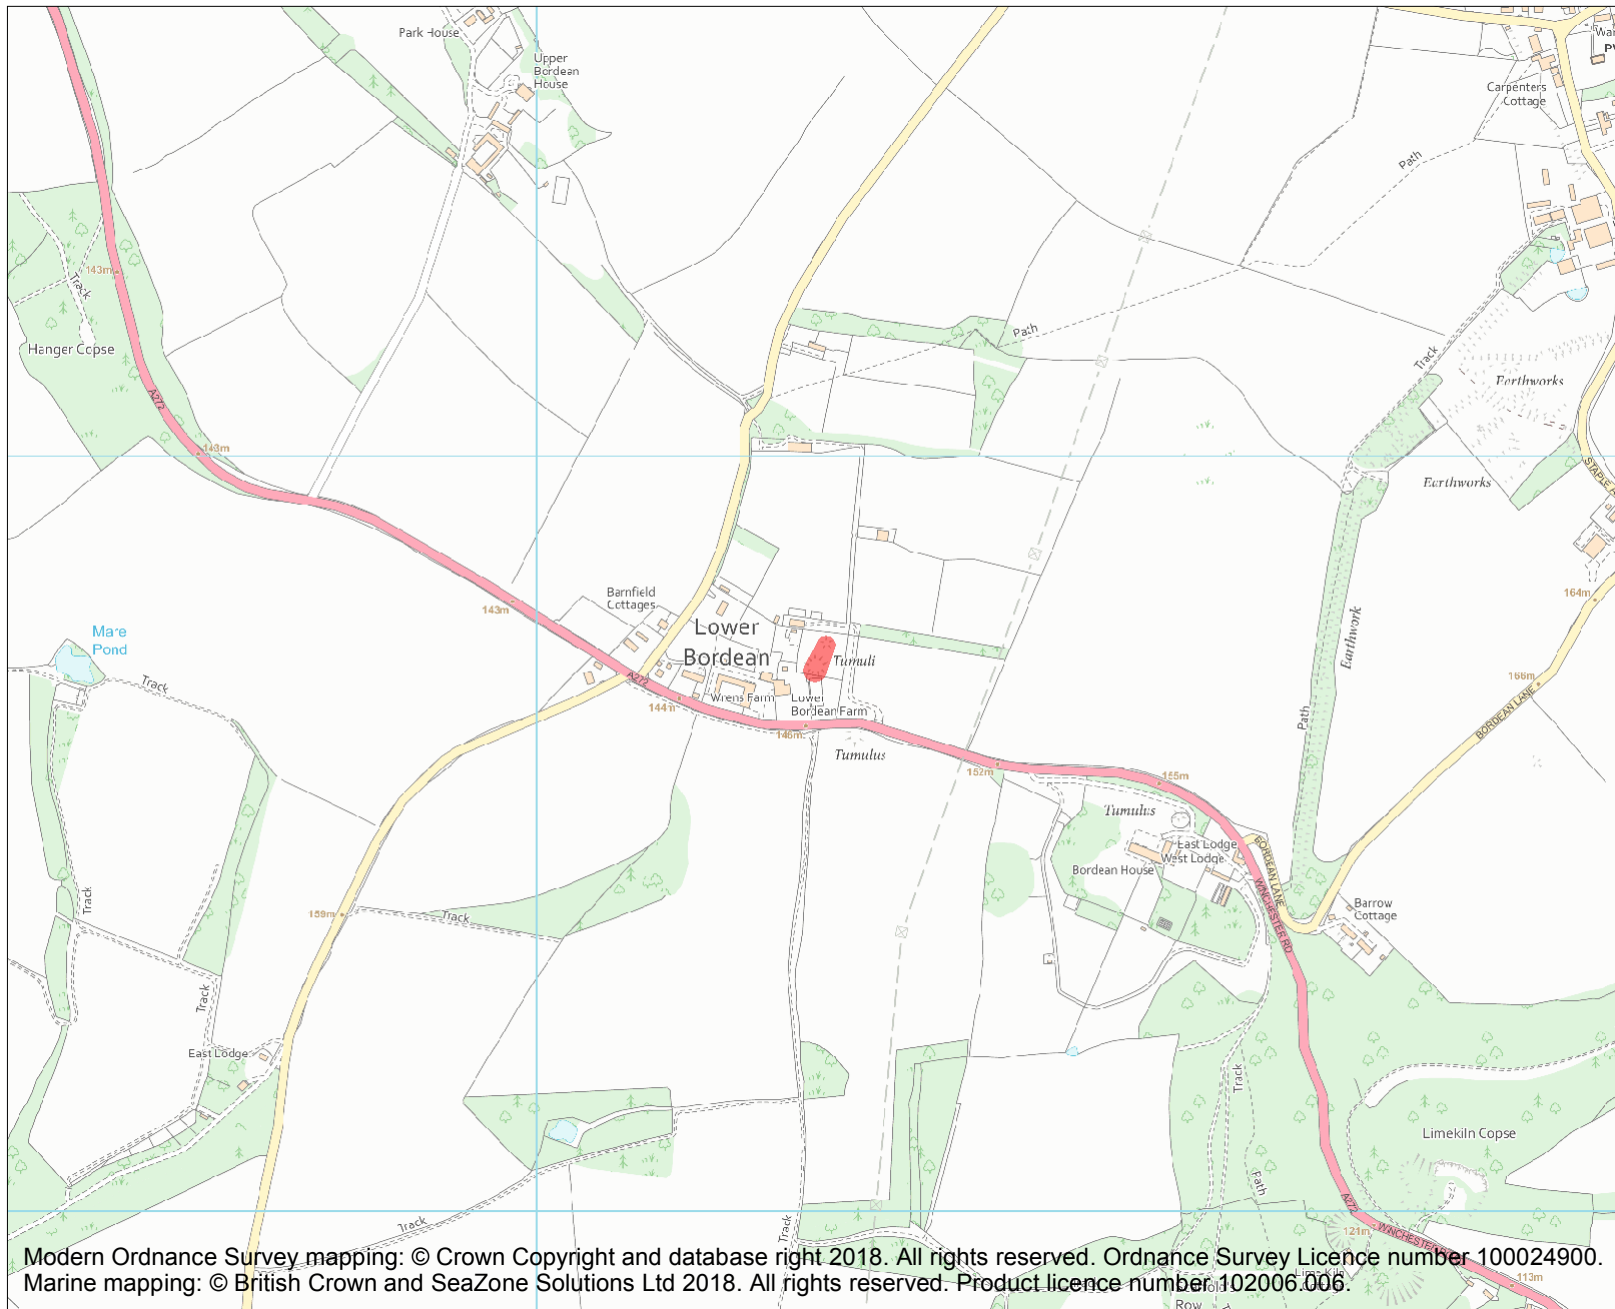 Park House
Upper
Bordean
House
Carpenters
Cottage
Path
143m
Track
Hanger Copse
Path
Track
Earthworks
A272
143m
Earthworks
Barnfield
Cottages
143m
164m
Mare
Pond
Lower
Bordean
Earthwork
Tumuli
Track
A272
166m
Wrens Farm
Lower
Bordean Farm
144m
Path
BORDEAN LANE
146m
Tumulus
152m
155m
Tumulus
East Lodge
West Lodge
BORDEAN LANE
Bordean House
WINCHESTER RD
Track
159m
Track
Barrow
Cottage
Track
East Lodge
Track
Limekiln Copse
Path
A272
Track
Track
121m
113m
Row
Modern Ordnance Survey mapping: © Crown Copyright and database right 2018. All rights reserved. Ordnance Survey Licence number 100024900.
Marine mapping: © British Crown and SeaZone Solutions Ltd 2018. All rights reserved. Product licence number 102006.006.